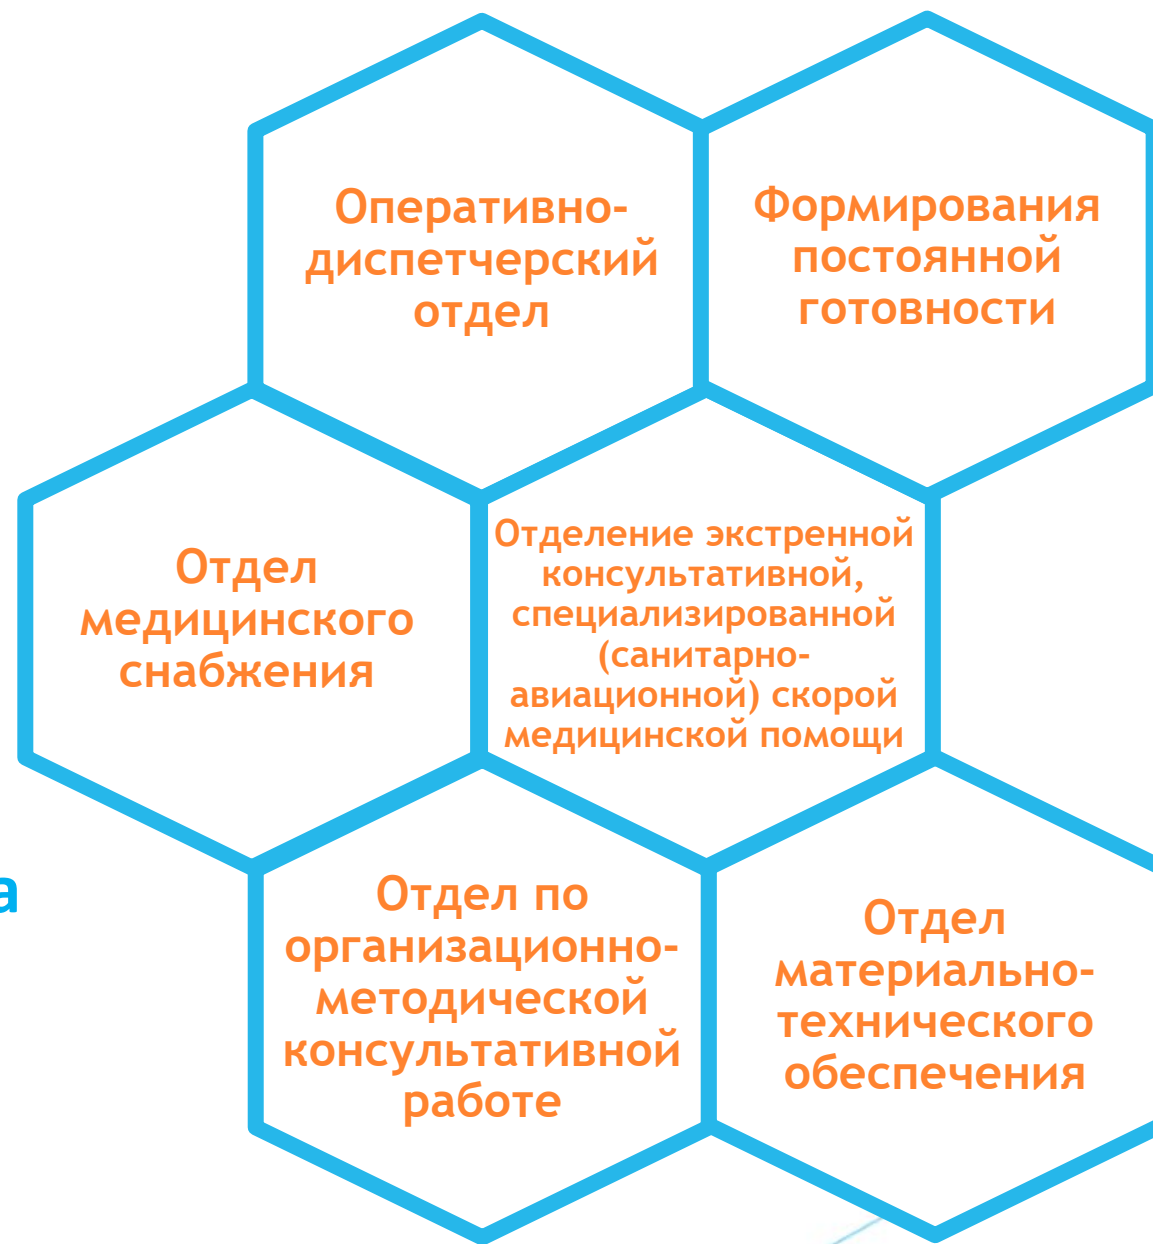 Оперативно-
диспетчерский
отдел
Формирования
постоянной
готовности
Отдел
медицинского
снабжения
Отделение экстренной
консультативной,
специализированной
(санитарно-
авиационной) скорой
медицинской помощи
а
Отдел по
организационно-
методической
консультативной
работе
Отдел
материально-
технического
обеспечения